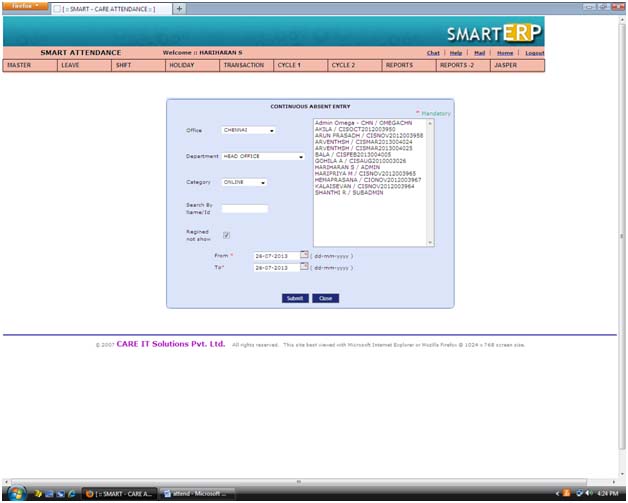 Firefox
[ :: SMART - CARE ATTENDANCE :: ]
SMARTERP
SMART ATTENDANCE Welcome :: HARIHARAN S Chat | Help | Mail | Home | Logout
MASTER LEAVE SHIFT HOLIDAY TRANSACTION CYCLE 1 CYCLE 2 REPORTS REPORTS -2 JASPER
CONTINUOUS ABSENT ENTRY
* Mandatory
Office CHENNAI
Department HEAD OFFICE
Category ONLINE
Search By
Name/Id
Regined
not show
Admin Omega - CHN / OMEGACHN
AKILA / CISOCT2012003950
ARUN PRASADH / CISNOV2012003958
ARVENTHSH / CISMAR2013004024
ARVENTHSH / CISMAR2013004025
BALA / CISFEB2013004005
GOHILA A / CISAUG2010003026
HARIHARAN S / ADMIN
HARIPRIYA M / CISNOV2012003965
HEMAPRASANA / CIONOV2012003967
KALAISEVAN / CISNOV2012003964
SHANTHI R / SUBADMIN
From * 26-07-2013 ( dd-mm-yyyy )
To* 26-07-2013 ( dd-mm-yyyy )
Submit Close
© 2007 CARE IT Solutions Pvt. Ltd. All rights reserved. This site best viewed with Microsoft Internet Explorer or Mozilla Firefox @ 1024 x 768 screen size.
[ :: SMART - CARE A... attend - Microsoft ... 4:24 PM